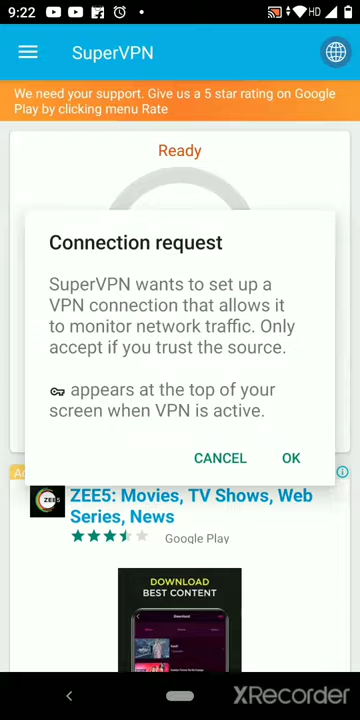 9:22
HD
SuperVPN
We need your support. Give us a 5 star rating on Google
Play by clicking menu Rate
Ready
Connection request
SuperVPN wants to set up a
VPN connection that allows it
to monitor network traffic. Only
accept if you trust the source.
appears at the top of your
screen when VPN is active.
CANCEL OK
ZEE5
ZEE5: Movies, TV Shows, Web
Series, News
Google Play
DOWNLOAD
BEST CONTENT
XRecorder